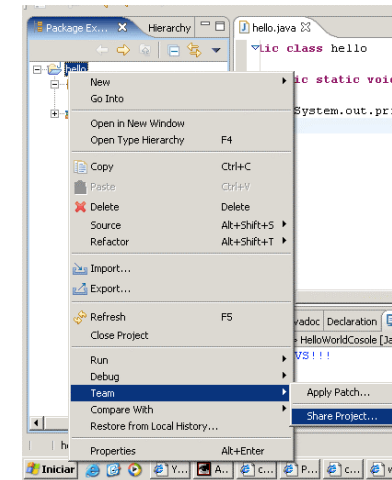 Package Ex... Hierarchy hello.java
lic class hello
hello
ic static void
System.out.pri
New
Go Into
Open in New Window
Open Type Hierarchy F4
Copy Ctrl+C
Paste Ctrl+V
Delete Delete
Source Alt+Shift+S
Refactor Alt+Shift+T
Import...
Export...
Refresh F5
Close Project
Run
Debug
Team
Compare With
Restore from Local History...
Properties Alt+Enter
vadoc Declaration
HelloWorldCosole [Ja
VS!!!
Apply Patch...
Share Project...
Iniciar Y... A.. c... P... c...